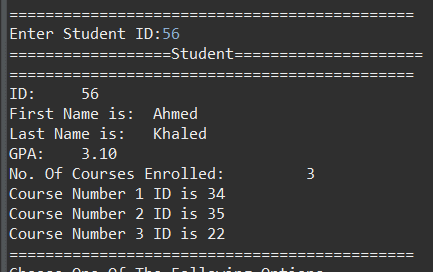 =============================================
Enter Student ID:56
==================Student=====================
=============================================
ID:     56
First Name is:  Ahmed
Last Name is:   Khaled
GPA:    3.10
No. Of Courses Enrolled:         3
Course Number 1 ID is 34
Course Number 2 ID is 35
Course Number 3 ID is 22
=============================================
Choose One Of The Following Options